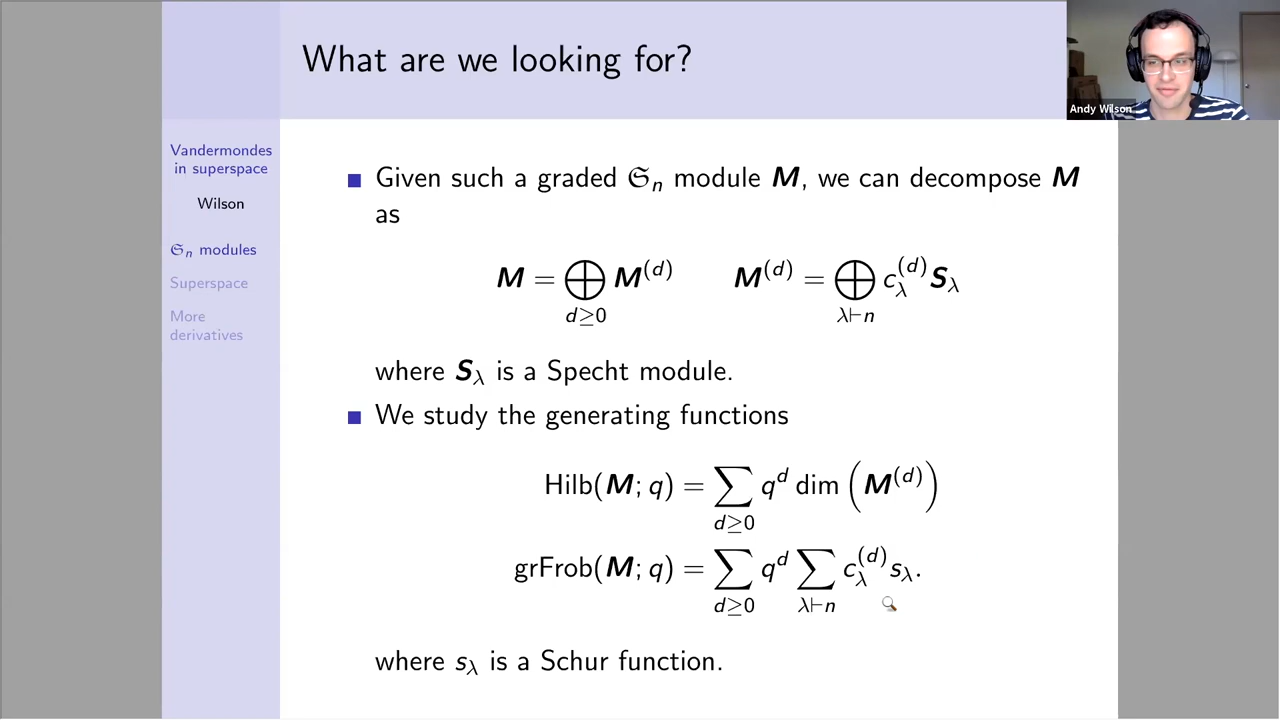 What are we looking for?
Andy Wilson
Vandermondes
in superspace
Wilson
𝔖ₙ modules
Superspace
More
derivatives
Given such a graded 𝔖ₙ module M, we can decompose M
as
M = ⨁_{d≥0} M^{(d)}    M^{(d)} = ⨁_{λ⊢n} c_λ^{(d)} S_λ
where S_λ is a Specht module.
We study the generating functions
Hilb(M; q) = ∑_{d≥0} q^d dim (M^{(d)})
grFrob(M; q) = ∑_{d≥0} q^d ∑_{λ⊢n} c_λ^{(d)} s_λ.
where s_λ is a Schur function.